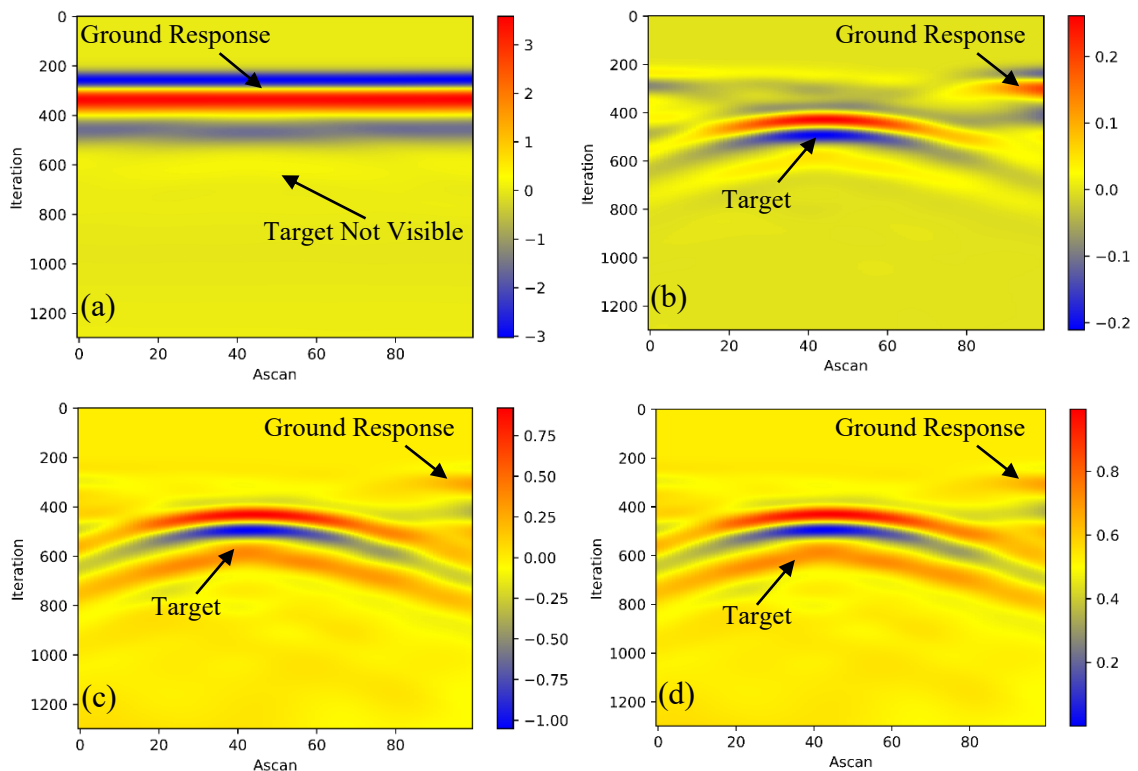 0
200
400
600
800
1000
1200
Iteration
Ground Response
Target Not Visible
(a)
0 20 40 60 80
Ascan
3
2
1
0
−1
−2
−3
0
200
400
600
800
1000
1200
Iteration
Ground Response
Target
(b)
0 20 40 60 80
Ascan
0.2
0.1
0.0
−0.1
−0.2
0
200
400
600
800
1000
1200
Iteration
Ground Response
Target
(c)
0 20 40 60 80
Ascan
0.75
0.50
0.25
0.00
−0.25
−0.50
−0.75
−1.00
0
200
400
600
800
1000
1200
Iteration
Ground Response
Target
(d)
0 20 40 60 80
Ascan
0.8
0.6
0.4
0.2